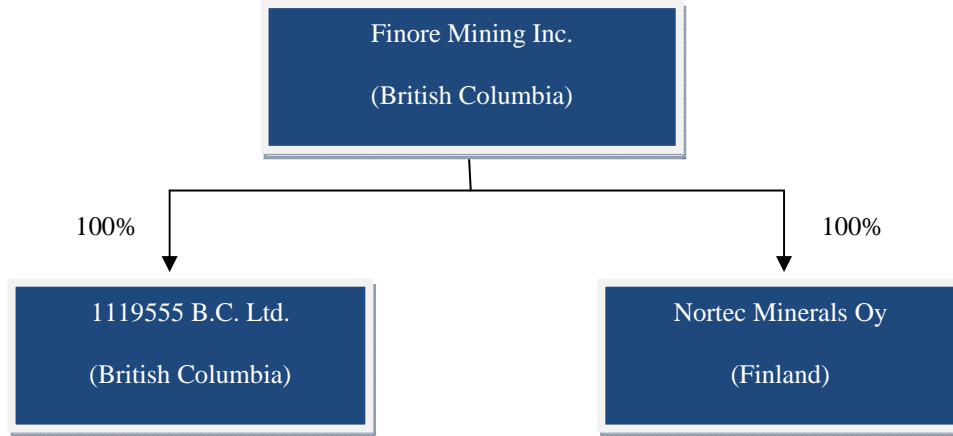 Finore Mining Inc.
(British Columbia)
100%
100%
1119555 B.C. Ltd.
(British Columbia)
Nortec Minerals Oy
(Finland)